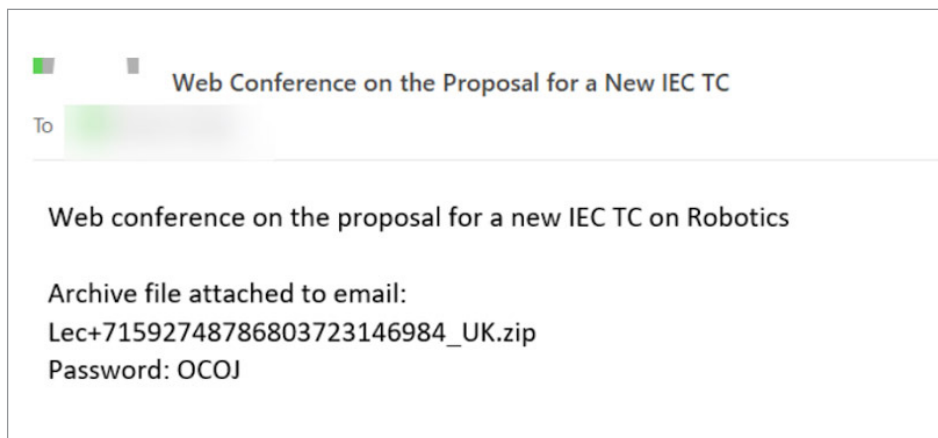 Web Conference on the Proposal for a New IEC TC
To
Web conference on the proposal for a new IEC TC on Robotics
Archive file attached to email:
Lec+71592748786803723146984_UK.zip
Password: OCOJ